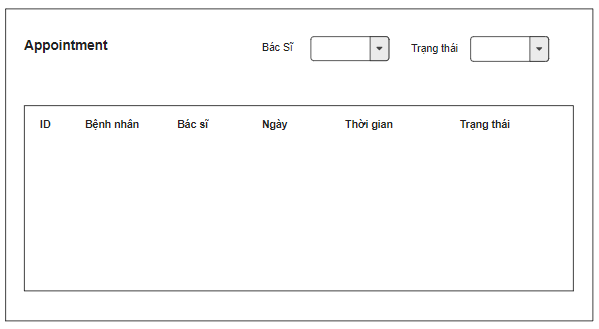 Appointment Bác Sĩ Trạng thái
ID Bệnh nhân Bác sĩ Ngày Thời gian Trạng thái